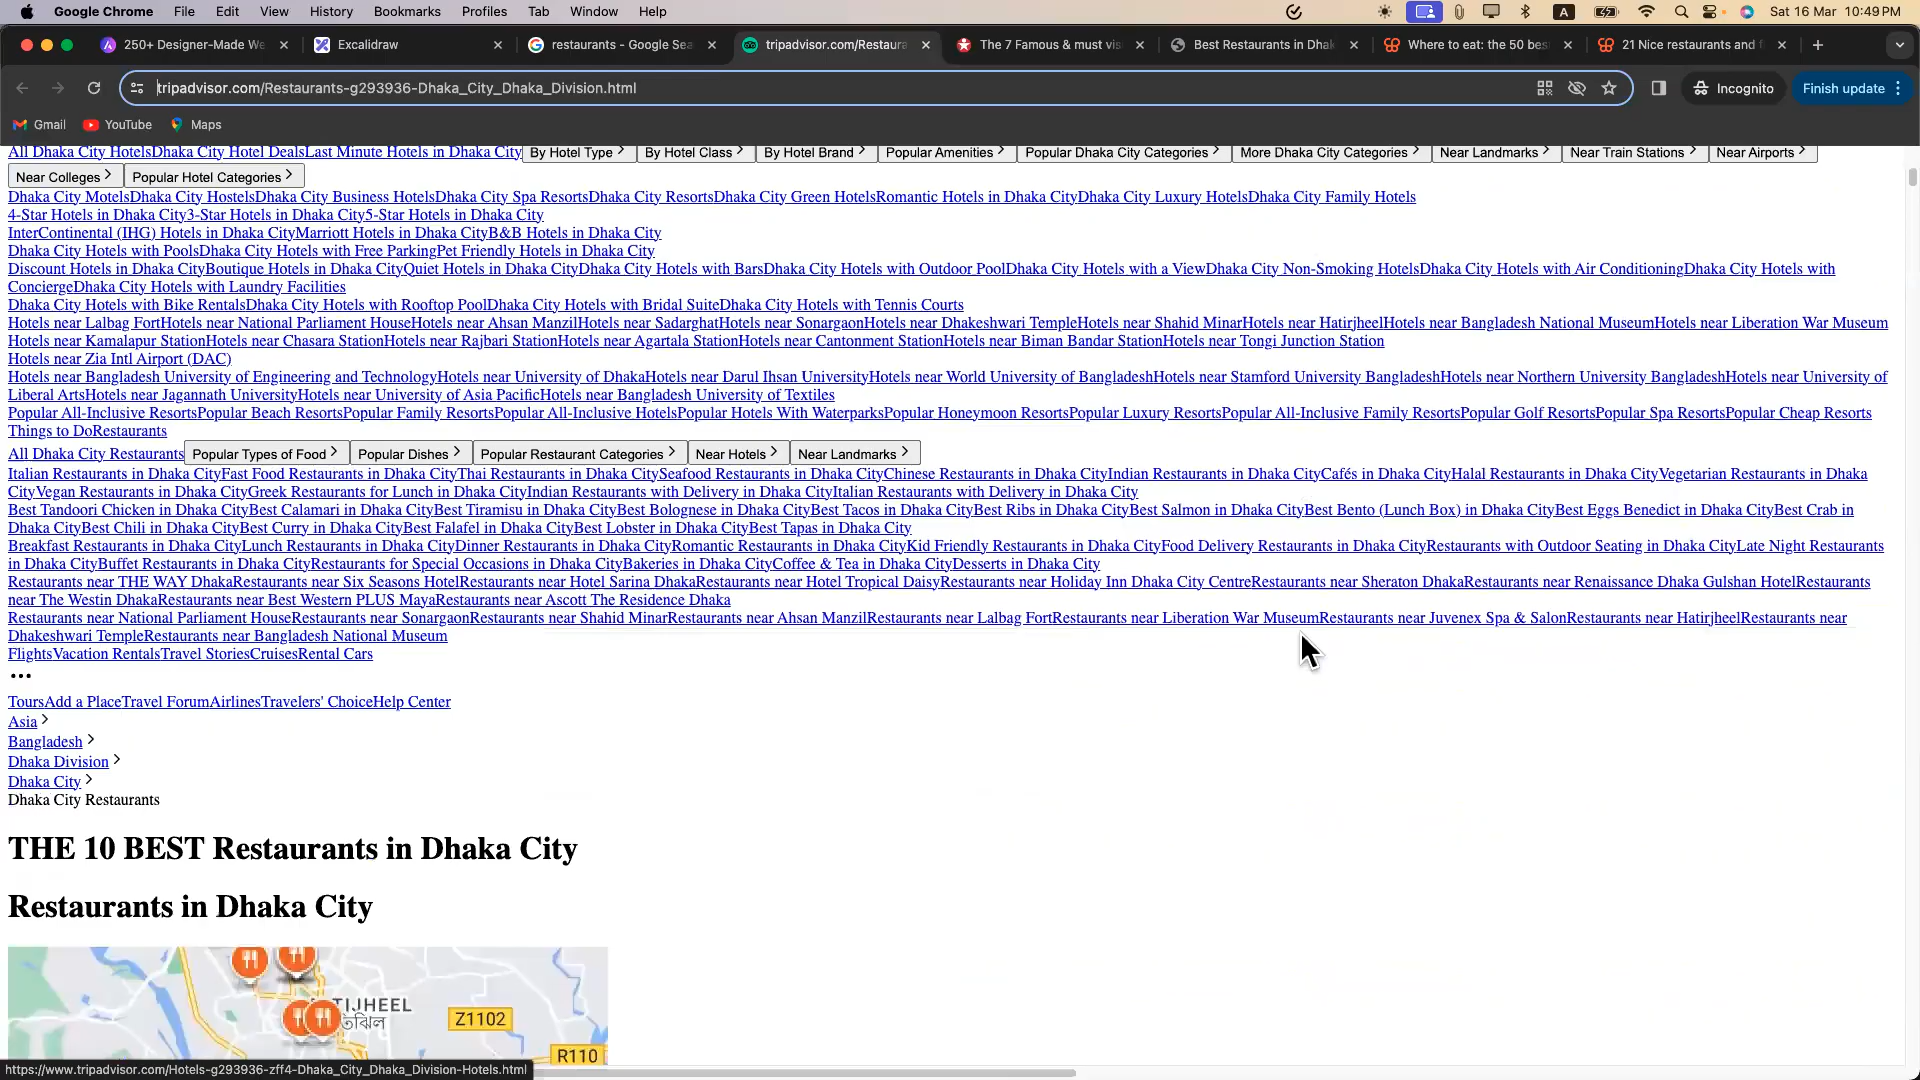 Google Chrome File Edit View History Bookmarks Profiles Tab Window Help A Sat 16 Mar 10:49 PM
250+ Designer-Made We Excalidraw restaurants - Google Sea tripadvisor.com/Restaura The 7 Famous & must vis Best Restaurants in Dhak Where to eat: the 50 bes 21 Nice restaurants and f
tripadvisor.com/Restaurants-g293936-Dhaka_City_Dhaka_Division.html Incognito Finish update
Gmail YouTube Maps
All Dhaka City HotelsDhaka City Hotel DealsLast Minute Hotels in Dhaka City By Hotel Type By Hotel Class By Hotel Brand Popular Amenities Popular Dhaka City Categories More Dhaka City Categories Near Landmarks Near Train Stations Near Airports
Near Colleges Popular Hotel Categories
Dhaka City MotelsDhaka City HostelsDhaka City Business HotelsDhaka City Spa ResortsDhaka City ResortsDhaka City Green HotelsRomantic Hotels in Dhaka CityDhaka City Luxury HotelsDhaka City Family Hotels
4-Star Hotels in Dhaka City3-Star Hotels in Dhaka City5-Star Hotels in Dhaka City
InterContinental (IHG) Hotels in Dhaka CityMarriott Hotels in Dhaka CityB&B Hotels in Dhaka City
Dhaka City Hotels with PoolsDhaka City Hotels with Free ParkingPet Friendly Hotels in Dhaka City
Discount Hotels in Dhaka CityBoutique Hotels in Dhaka CityQuiet Hotels in Dhaka CityDhaka City Hotels with BarsDhaka City Hotels with Outdoor PoolDhaka City Hotels with a ViewDhaka City Non-Smoking HotelsDhaka City Hotels with Air ConditioningDhaka City Hotels with
ConciergeDhaka City Hotels with Laundry Facilities
Dhaka City Hotels with Bike RentalsDhaka City Hotels with Rooftop PoolDhaka City Hotels with Bridal SuiteDhaka City Hotels with Tennis Courts
Hotels near Lalbag FortHotels near National Parliament HouseHotels near Ahsan ManzilHotels near SadarghatHotels near SonargaonHotels near Dhakeshwari TempleHotels near Shahid MinarHotels near HatirjheelHotels near Bangladesh National MuseumHotels near Liberation War Museum
Hotels near Kamalapur StationHotels near Chasara StationHotels near Rajbari StationHotels near Agartala StationHotels near Cantonment StationHotels near Biman Bandar StationHotels near Tongi Junction Station
Hotels near Zia Intl Airport (DAC)
Hotels near Bangladesh University of Engineering and TechnologyHotels near University of DhakaHotels near Darul Ihsan UniversityHotels near World University of BangladeshHotels near Stamford University BangladeshHotels near Northern University BangladeshHotels near University of
Liberal ArtsHotels near Jagannath UniversityHotels near University of Asia PacificHotels near Bangladesh University of Textiles
Popular All-Inclusive ResortsPopular Beach ResortsPopular Family ResortsPopular All-Inclusive HotelsPopular Hotels With WaterparksPopular Honeymoon ResortsPopular Luxury ResortsPopular All-Inclusive Family ResortsPopular Golf ResortsPopular Spa ResortsPopular Cheap Resorts
Things to DoRestaurants
All Dhaka City Restaurants Popular Types of Food Popular Dishes Popular Restaurant Categories Near Hotels Near Landmarks
Italian Restaurants in Dhaka CityFast Food Restaurants in Dhaka CityThai Restaurants in Dhaka CitySeafood Restaurants in Dhaka CityChinese Restaurants in Dhaka CityIndian Restaurants in Dhaka CityCafés in Dhaka CityHalal Restaurants in Dhaka CityVegetarian Restaurants in Dhaka
CityVegan Restaurants in Dhaka CityGreek Restaurants for Lunch in Dhaka CityIndian Restaurants with Delivery in Dhaka CityItalian Restaurants with Delivery in Dhaka City
Best Tandoori Chicken in Dhaka CityBest Calamari in Dhaka CityBest Tiramisu in Dhaka CityBest Bolognese in Dhaka CityBest Tacos in Dhaka CityBest Ribs in Dhaka CityBest Salmon in Dhaka CityBest Bento (Lunch Box) in Dhaka CityBest Eggs Benedict in Dhaka CityBest Crab in
Dhaka CityBest Chili in Dhaka CityBest Curry in Dhaka CityBest Falafel in Dhaka CityBest Lobster in Dhaka CityBest Tapas in Dhaka City
Breakfast Restaurants in Dhaka CityLunch Restaurants in Dhaka CityDinner Restaurants in Dhaka CityRomantic Restaurants in Dhaka CityKid Friendly Restaurants in Dhaka CityFood Delivery Restaurants in Dhaka CityRestaurants with Outdoor Seating in Dhaka CityLate Night Restaurants
in Dhaka CityBuffet Restaurants in Dhaka CityRestaurants for Special Occasions in Dhaka CityBakeries in Dhaka CityCoffee & Tea in Dhaka CityDesserts in Dhaka City
Restaurants near THE WAY DhakaRestaurants near Six Seasons HotelRestaurants near Hotel Sarina DhakaRestaurants near Hotel Tropical DaisyRestaurants near Holiday Inn Dhaka City CentreRestaurants near Sheraton DhakaRestaurants near Renaissance Dhaka Gulshan HotelRestaurants
near The Westin DhakaRestaurants near Best Western PLUS MayaRestaurants near Ascott The Residence Dhaka
Restaurants near National Parliament HouseRestaurants near SonargaonRestaurants near Shahid MinarRestaurants near Ahsan ManzilRestaurants near Lalbag FortRestaurants near Liberation War MuseumRestaurants near Juvenex Spa & SalonRestaurants near HatirjheelRestaurants near
Dhakeshwari TempleRestaurants near Bangladesh National Museum
FlightsVacation RentalsTravel StoriesCruisesRental Cars
ToursAdd a PlaceTravel ForumAirlinesTravelers' ChoiceHelp Center
Asia
Bangladesh
Dhaka Division
Dhaka City
Dhaka City Restaurants
THE 10 BEST Restaurants in Dhaka City
Restaurants in Dhaka City
TIJHEEL
তিঝিল
Z1102
R110
https://www.tripadvisor.com/Hotels-g293936-zff4-Dhaka_City_Dhaka_Division-Hotels.html